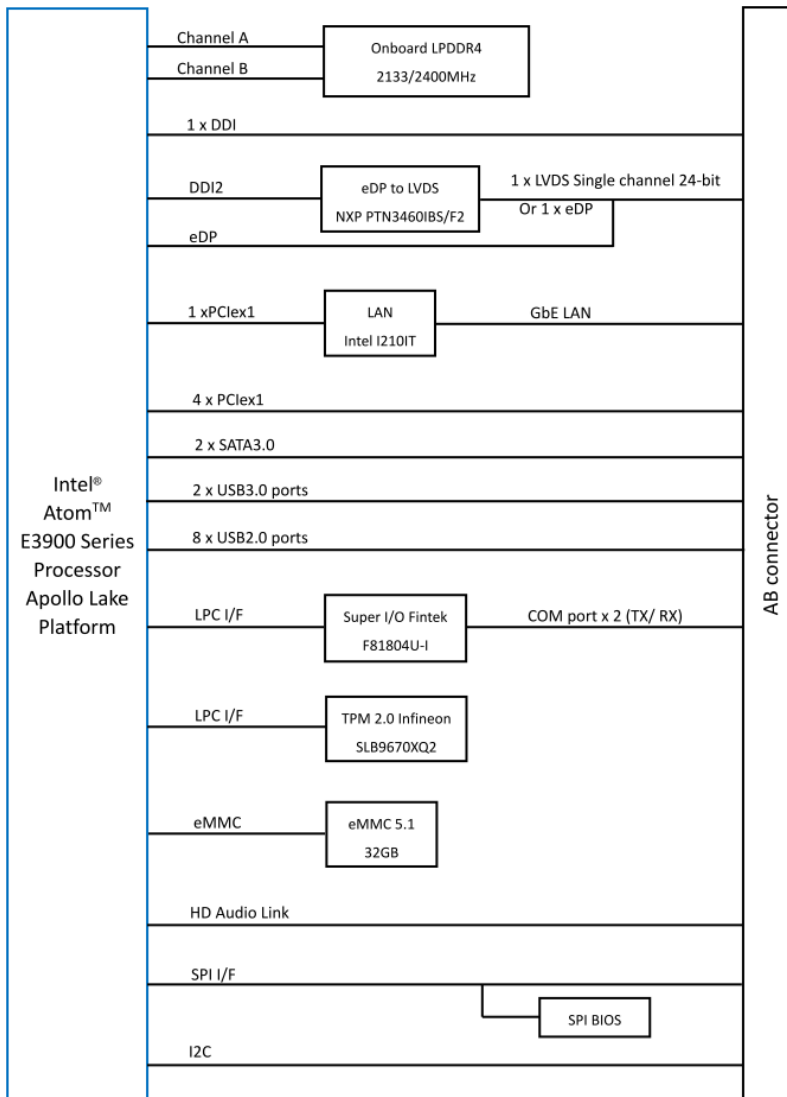 Channel A
Channel B
Onboard LPDDR4
2133/2400MHz
1 x DDI
DDI2
eDP to LVDS
NXP PTN3460IBS/F2
1 x LVDS Single channel 24-bit
Or 1 x eDP
eDP
1 xPCIex1
LAN
Intel I210IT
GbE LAN
4 x PCIex1
2 x SATA3.0
2 x USB3.0 ports
8 x USB2.0 ports
Intel®
Atom™
E3900 Series
Processor
Apollo Lake
Platform
LPC I/F
Super I/O Fintek
F81804U-I
COM port x 2 (TX/ RX)
LPC I/F
TPM 2.0 Infineon
SLB9670XQ2
eMMC
eMMC 5.1
32GB
HD Audio Link
SPI I/F
SPI BIOS
I2C
AB connector